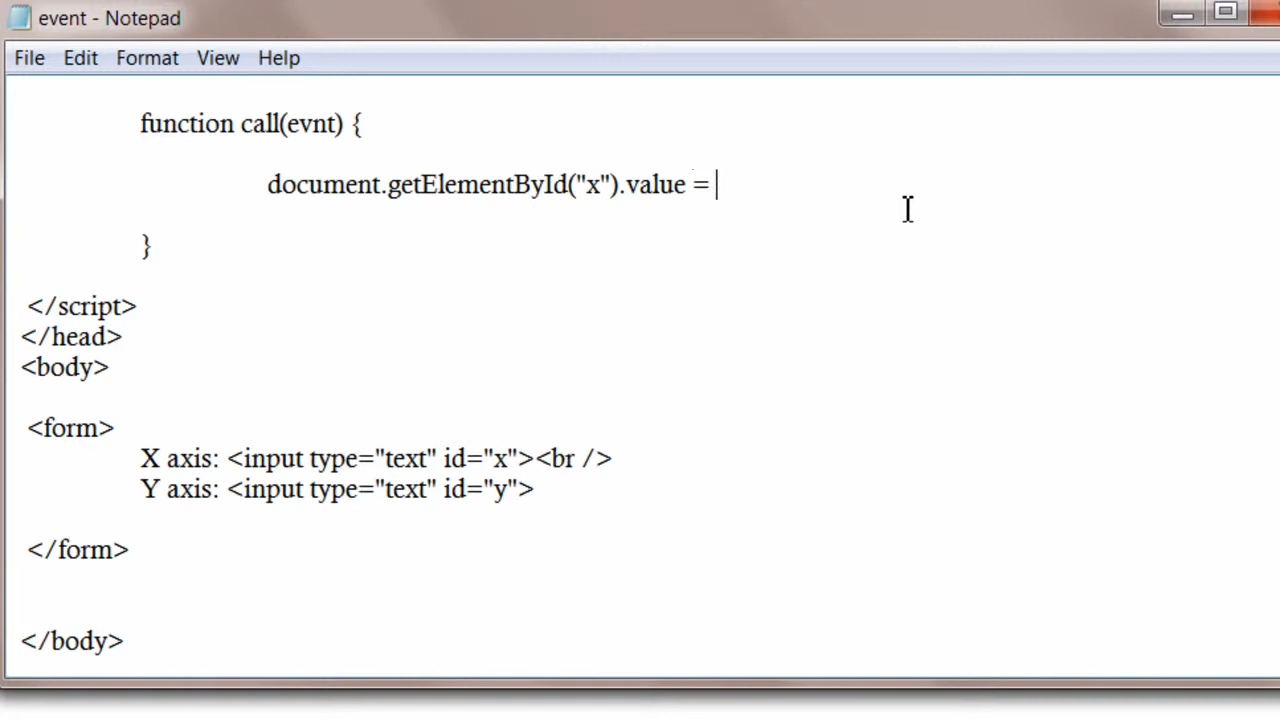 event - Notepad
File Edit Format View Help
function call(evnt) {
document.getElementById("x").value =
}
</script>
</head>
<body>
<form>
X axis: <input type="text" id="x"><br />
Y axis: <input type="text" id="y">
</form>
</body>